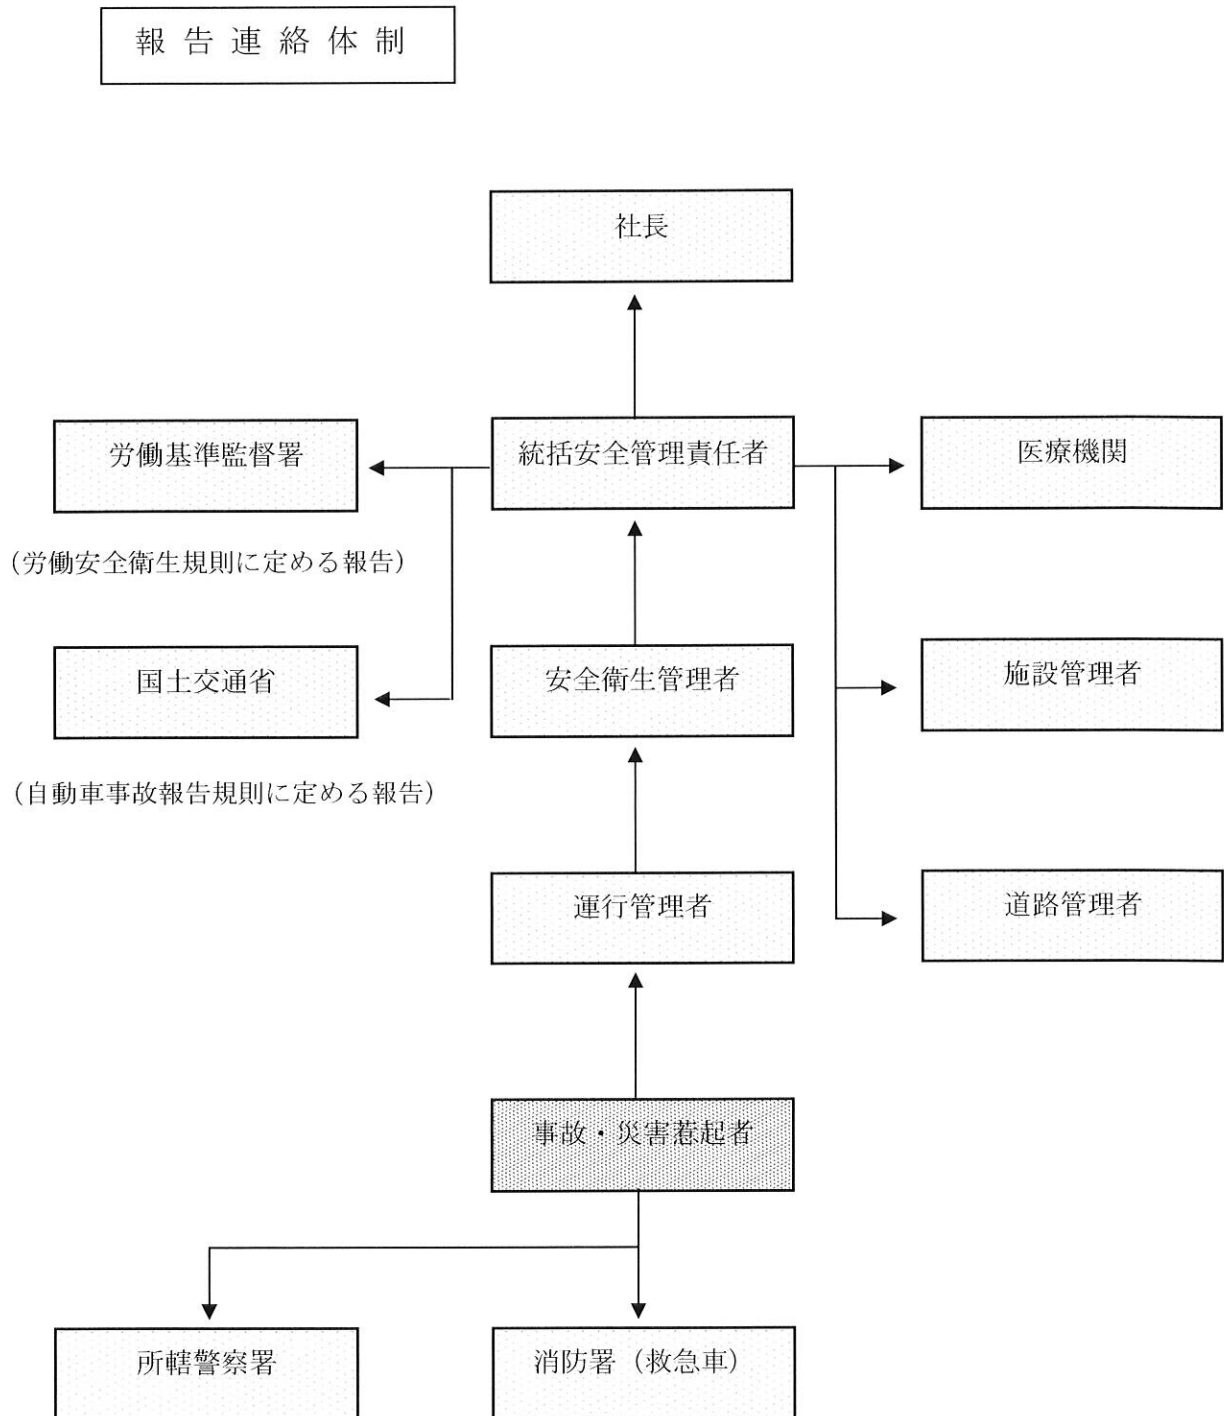 報告連絡体制
社長
労働基準監督署
統括安全管理責任者
医療機関
（労働安全衛生規則に定める報告）
国土交通省
安全衛生管理者
施設管理者
（自動車事故報告規則に定める報告）
運行管理者
道路管理者
事故・災害惹起者
所轄警察署
消防署（救急車）